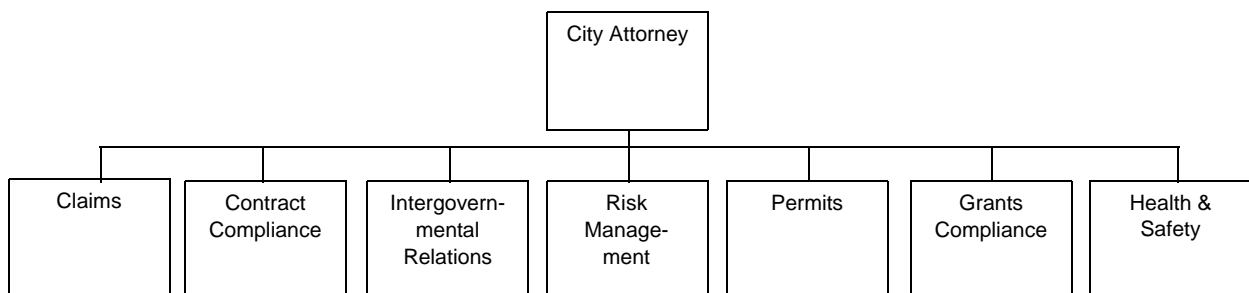 City Attorney
Claims
Contract
Compliance
Intergovern-
mental
Relations
Risk
Manage-
ment
Permits
Grants
Compliance
Health &
Safety